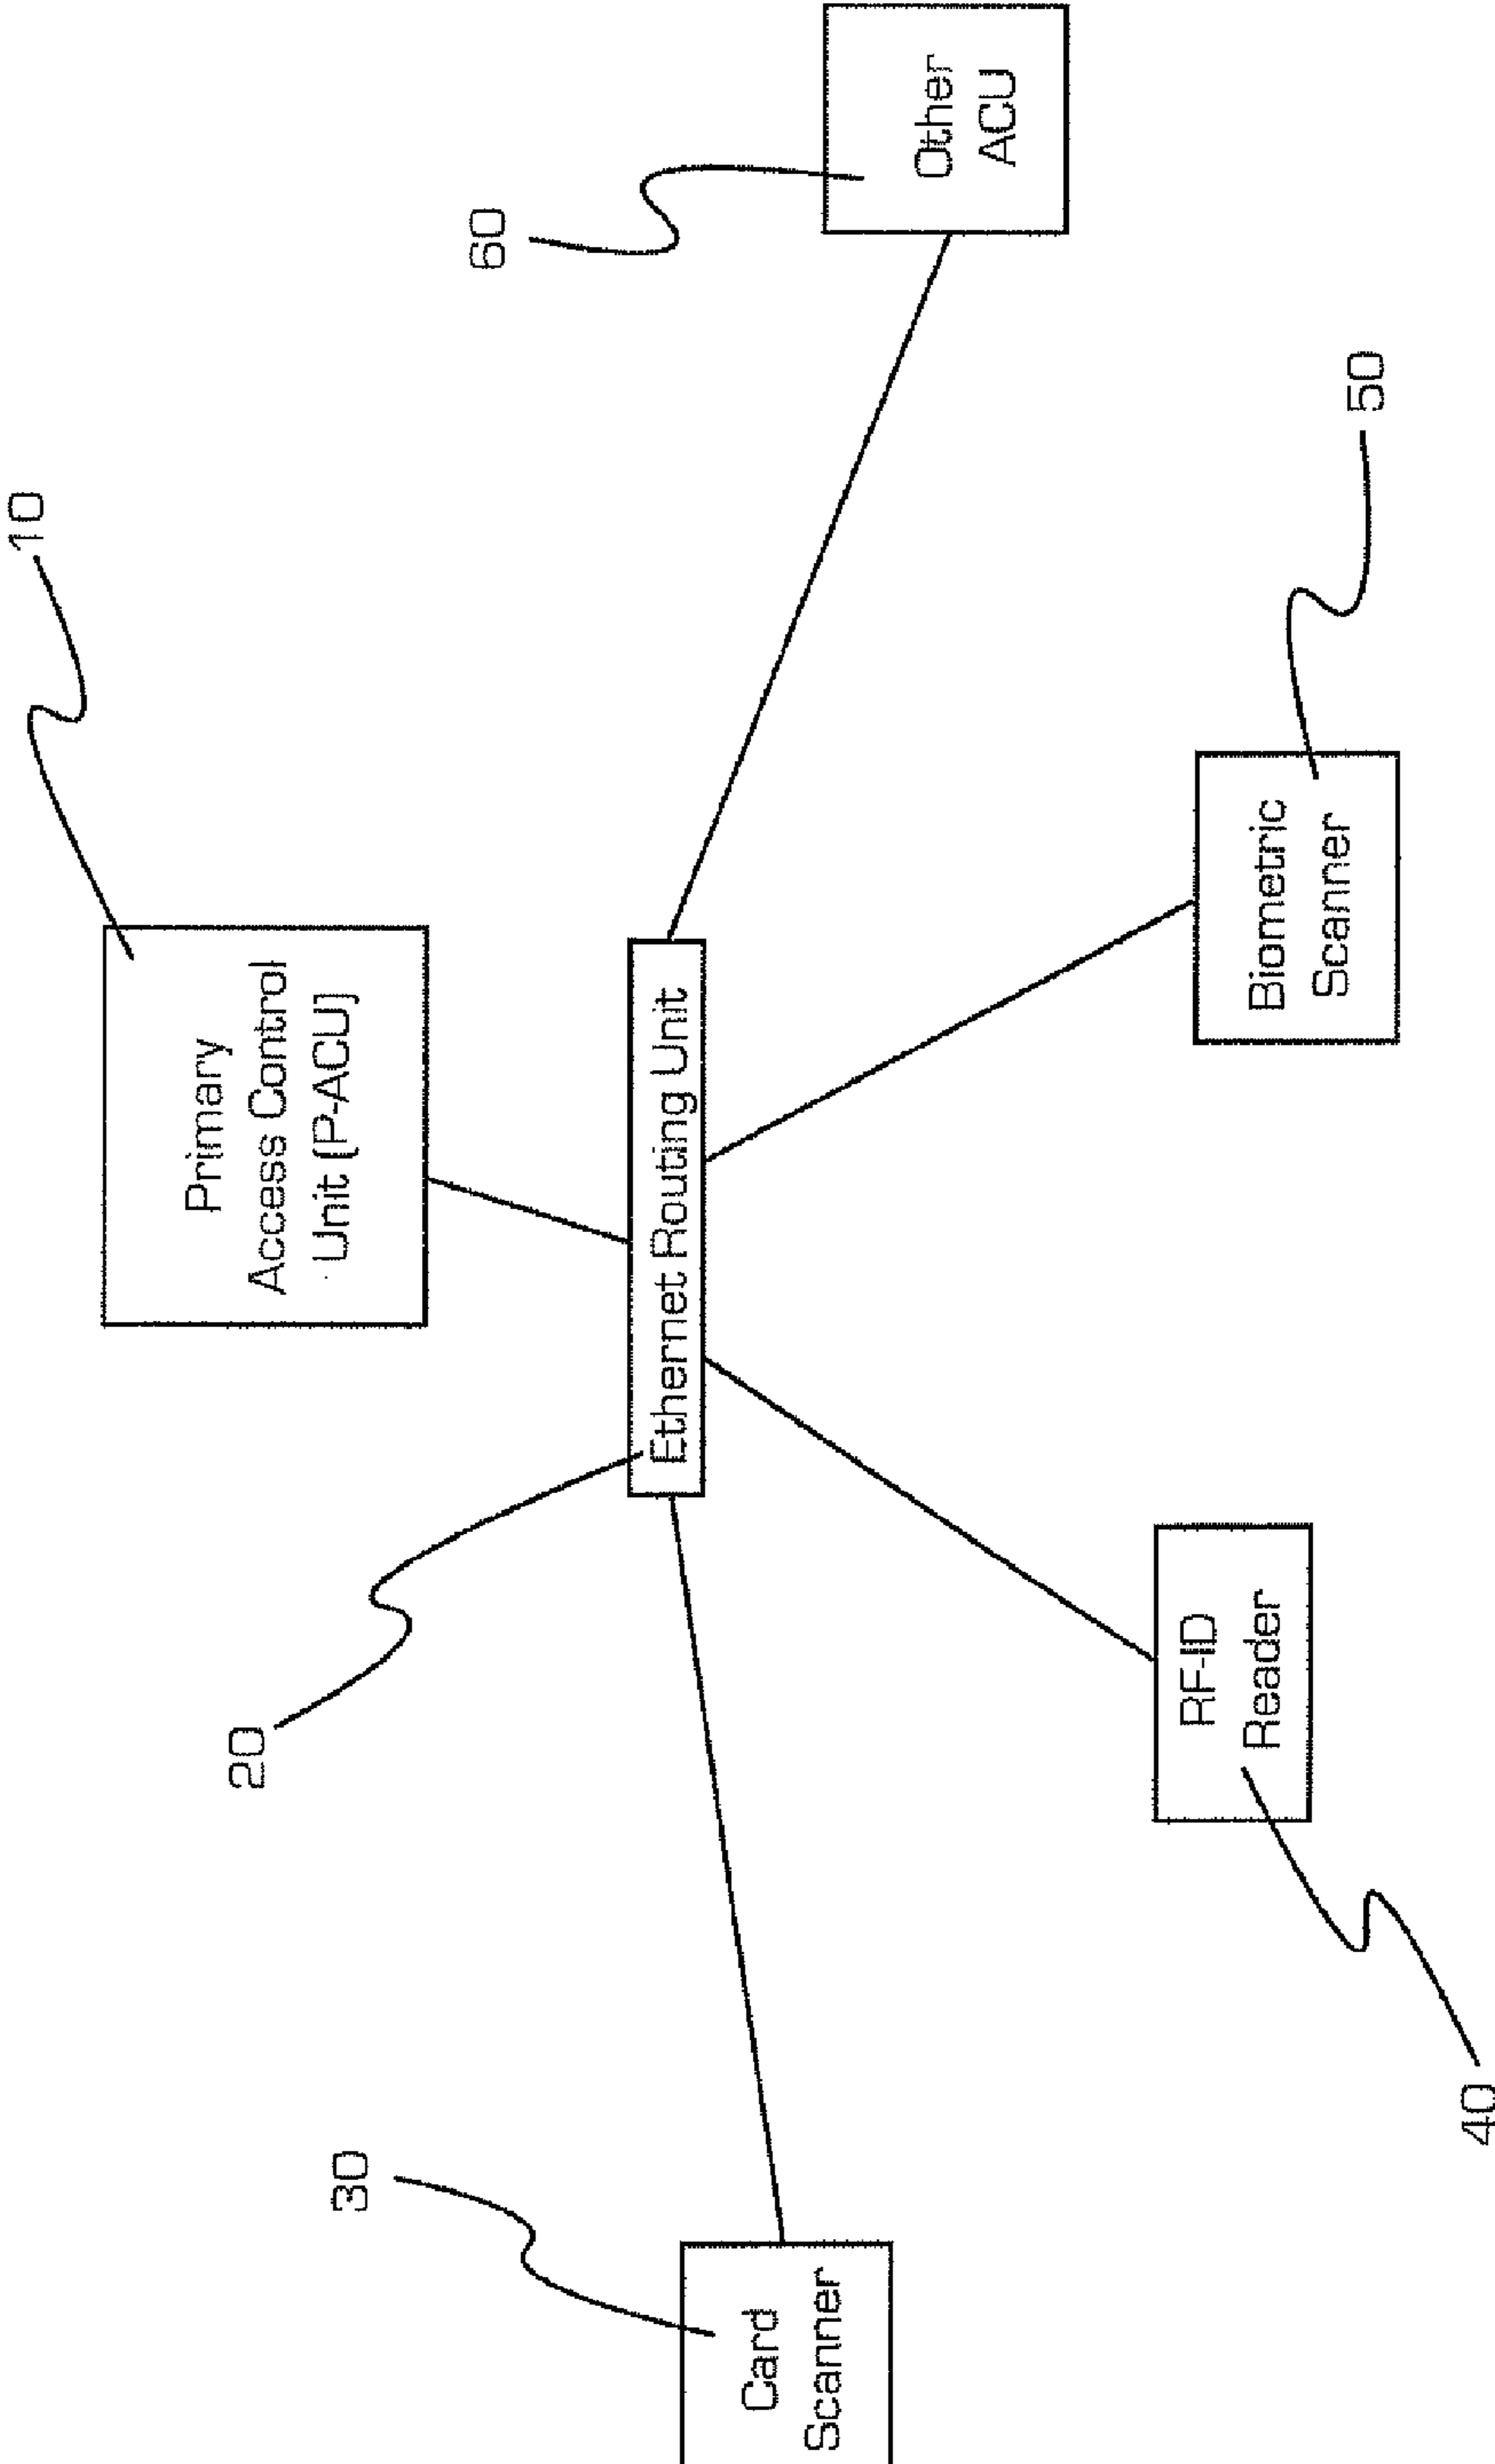 10
Primary
Access Control
Unit (P-ACU)
60
Other
ACU
20
Ethernet Routing Unit
30
Card
Scanner
RF-ID
Reader
40
Biometric
Scanner
50